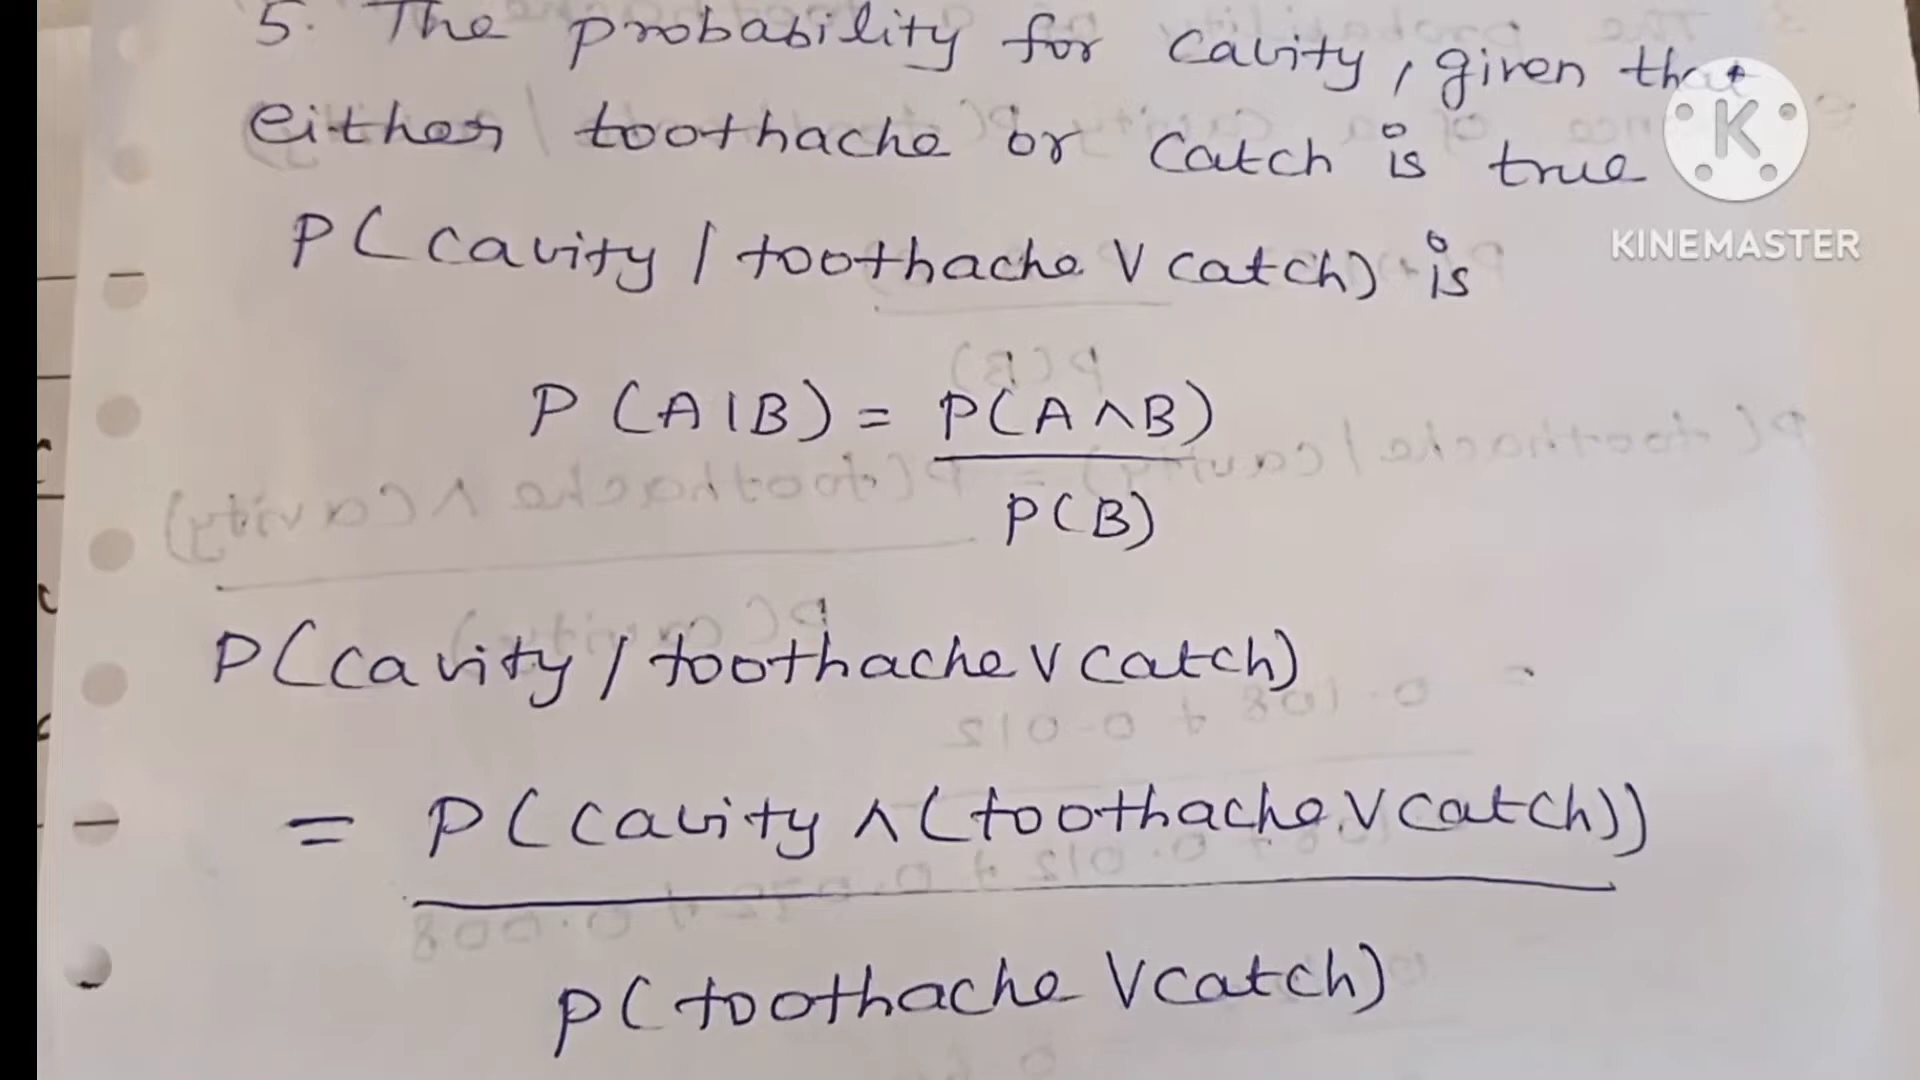 5. The probability for cavity, given that
either toothache or catch is true
P(cavity / toothache ∨ catch) is
P(A|B) = P(A∧B)
P(B)
P(cavity / toothache ∨ catch)
= P(cavity ∧ (toothache ∨ catch))
P(toothache ∨ catch)
K
KINEMASTER